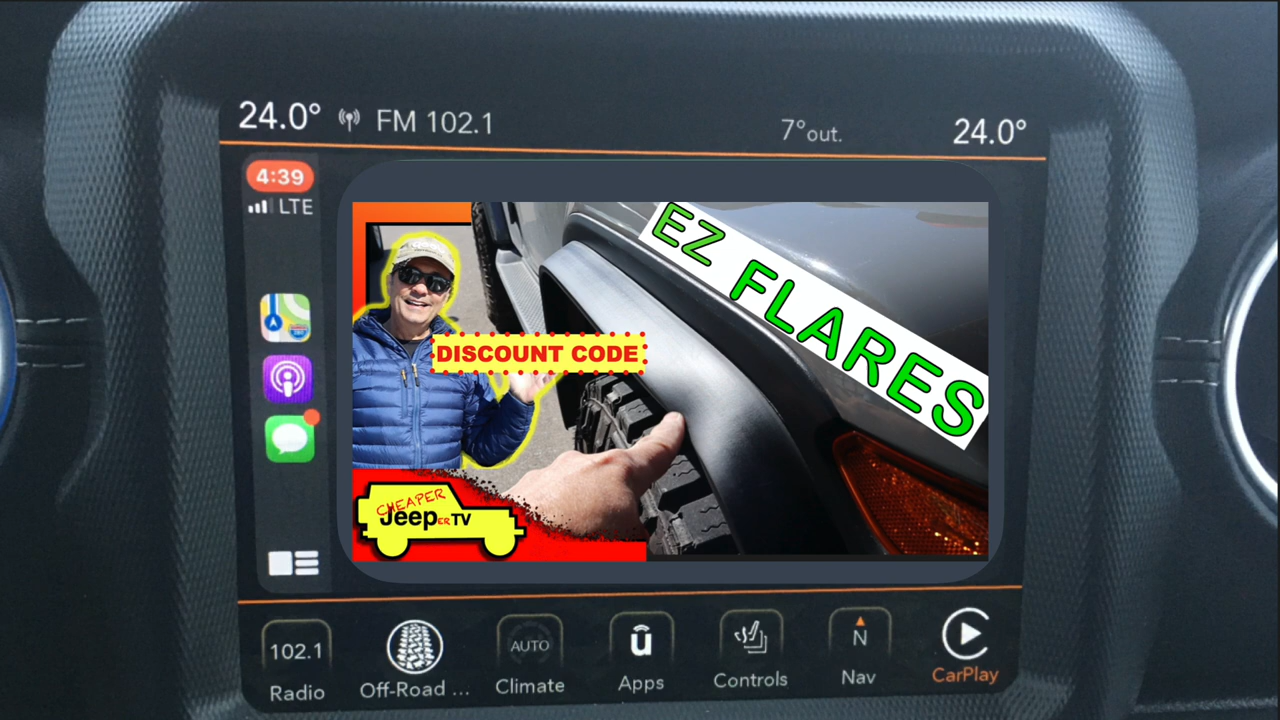 24.0° FM 102.1 7°out. 24.0°
4:39
LTE
EZ FLARES
DISCOUNT CODE
CHEAPER
JeepER TV
102.1 AUTO û N
Radio Off-Road ... Climate Apps Controls Nav CarPlay